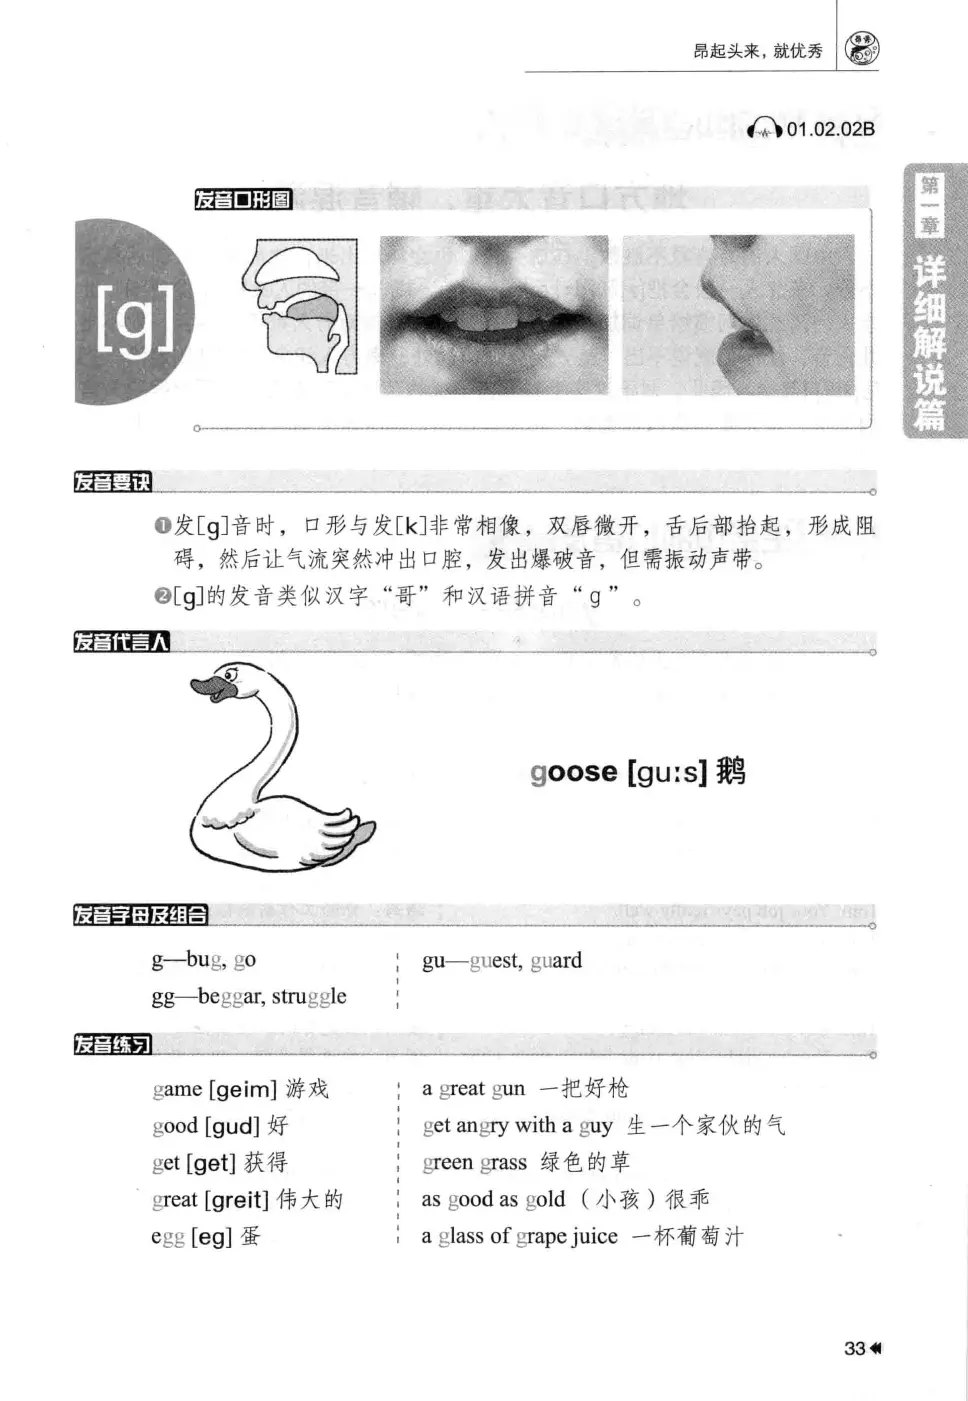 昂起头来，就优秀
01.02.02B
第一章 详细解说篇
发音口形图
[g]
发音要诀
❶发[g]音时，口形与发[k]非常相像，双唇微开，舌后部抬起，形成阻
碍，然后让气流突然冲出口腔，发出爆破音，但需振动声带。
❷[g]的发音类似汉字“哥”和汉语拼音“g”。
发音代言人
goose [gu:s] 鹅
发音字母及组合
g—bug, go
gg—beggar, struggle
gu—guest, guard
发音练习
game [geim] 游戏
good [gud] 好
get [get] 获得
great [greit] 伟大的
egg [eg] 蛋
a great gun 一把好枪
get angry with a guy 生一个家伙的气
green grass 绿色的草
as good as gold （小孩）很乖
a glass of grape juice 一杯葡萄汁
33